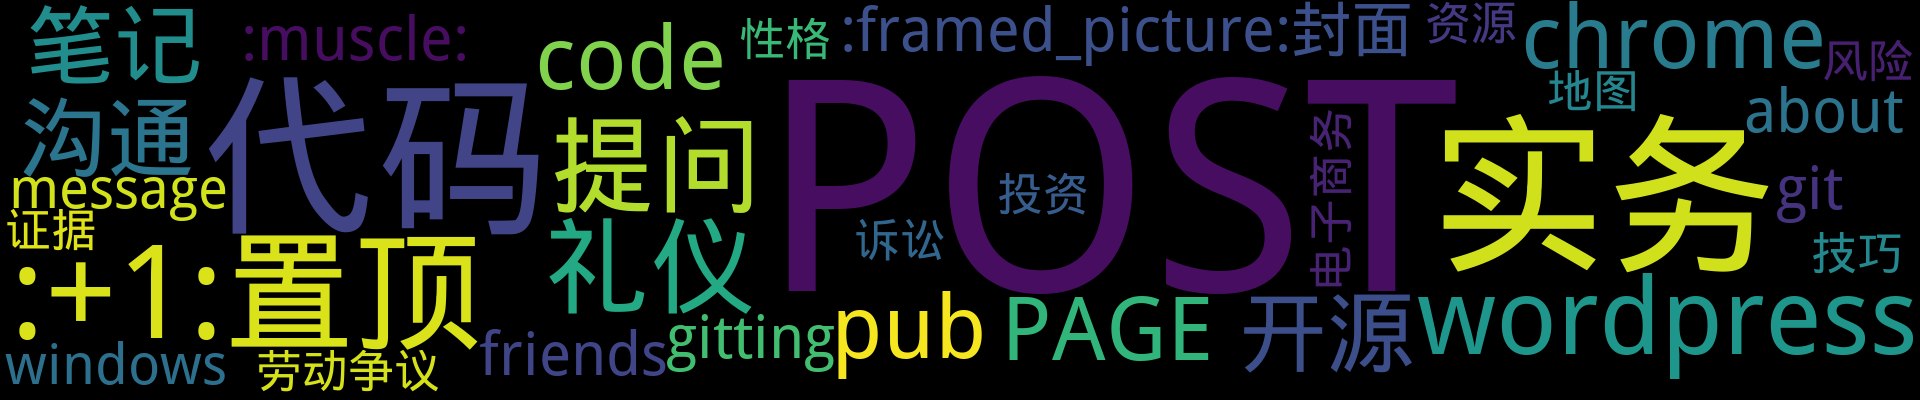 笔记
:muscle:
code
性格
:framed_picture:封面
资源
chrome
风险
沟通
代码
提问
POST
电子商务
实务
地图
about
message
证据
礼仪
诉讼
投资
git
技巧
:+1:置顶
windows
劳动争议
friends
gitting
pub
PAGE
开源
wordpress